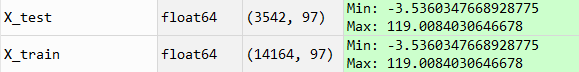 X_test float64 (3542, 97) Min: -3.5360347668928775
Max: 119.0084030646678
X_train float64 (14164, 97) Min: -3.5360347668928775
Max: 119.0084030646678